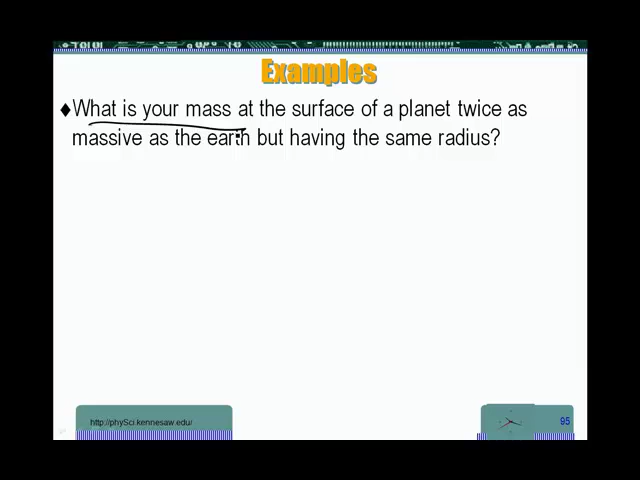 Examples
♦What is your mass at the surface of a planet twice as
massive as the earth but having the same radius?
http://phySci.kennesaw.edu/
95